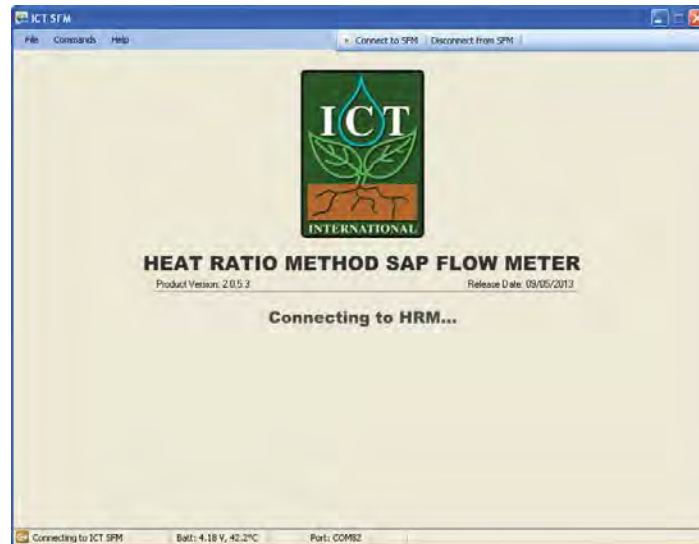 ICT SFM
File Commands Help Connect to SFM Disconnect from SFM
ICT
INTERNATIONAL
HEAT RATIO METHOD SAP FLOW METER
Product Version: 2.0.5.3 Release Date: 09/05/2013
Connecting to HRM...
Connecting to ICT SFM Batt: 4.18 V, 42.2°C Port: COM82